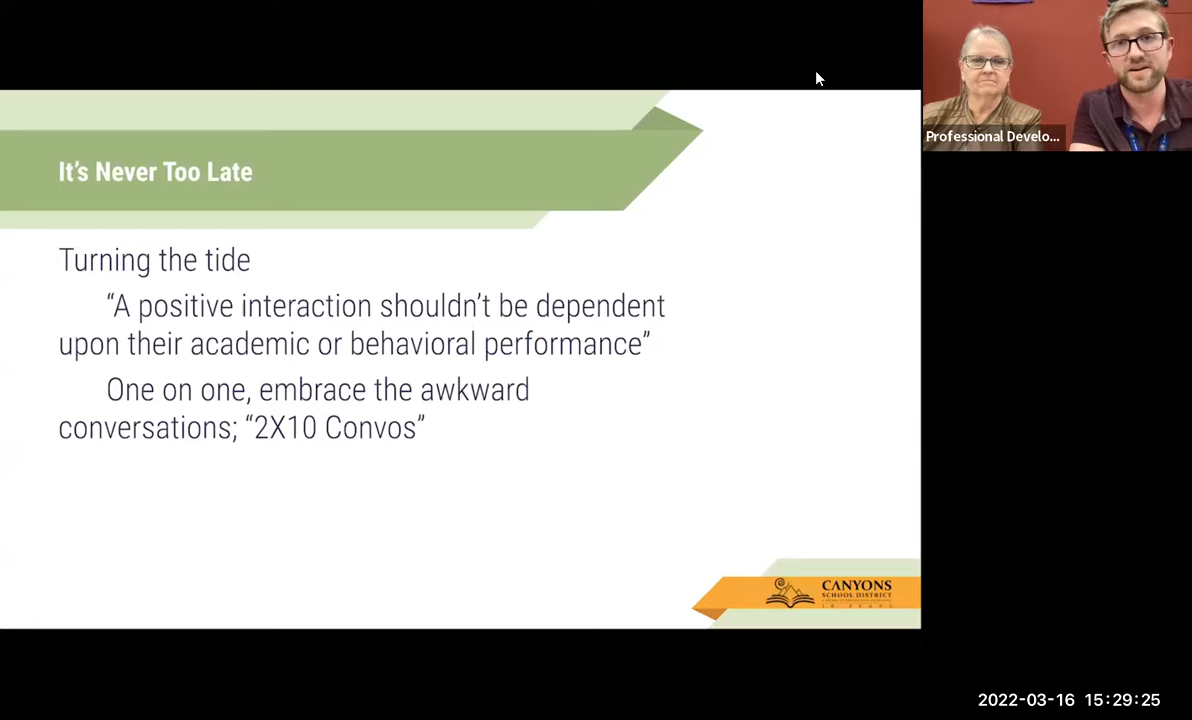 Professional Develo...
It's Never Too Late
Turning the tide
“A positive interaction shouldn't be dependent
upon their academic or behavioral performance”
One on one, embrace the awkward
conversations; “2X10 Convos”
CANYONS
SCHOOL DISTRICT
2022-03-16 15:29:25